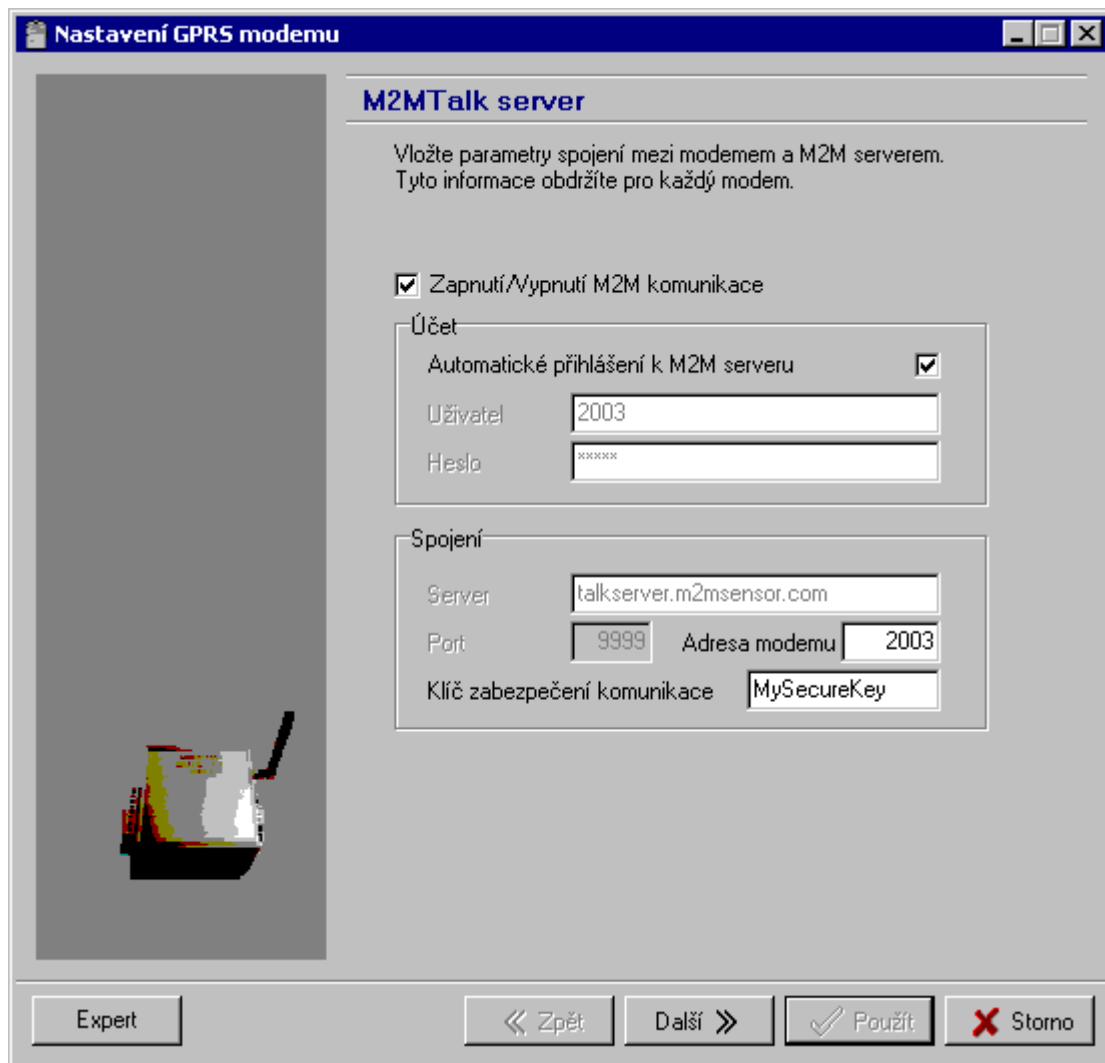 Nastavení GPRS modemu
M2MTalk server
Vložte parametry spojení mezi modemem a M2M serverem.
Tyto informace obdržíte pro každý modem.
Zapnutí/Vypnutí M2M komunikace
Účet
Automatické přihlášení k M2M serveru
Uživatel 2003
Heslo xxxxx
Spojení
Server talkserver.m2msensor.com
Port 9999 Adresa modemu 2003
Klíč zabezpečení komunikace MySecureKey
Expert Zpět Další Použít Storno